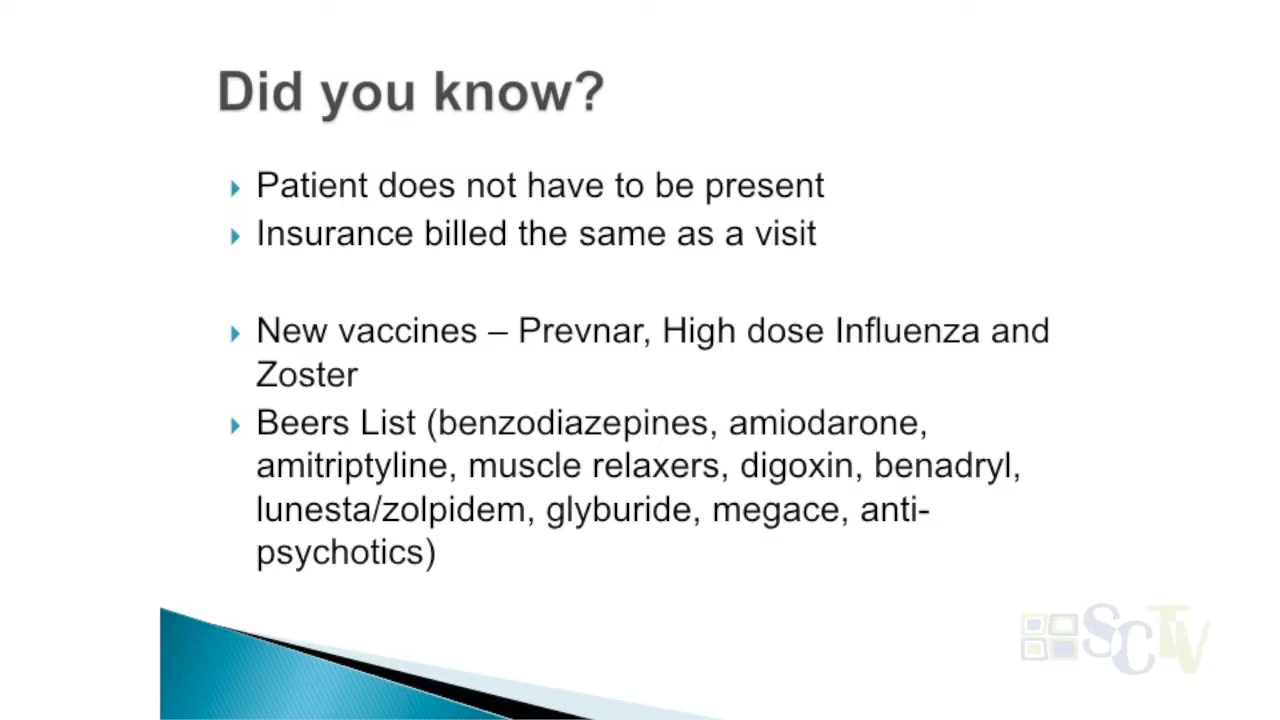 Did you know?
Patient does not have to be present
Insurance billed the same as a visit
New vaccines – Prevnar, High dose Influenza and
Zoster
Beers List (benzodiazepines, amiodarone,
amitriptyline, muscle relaxers, digoxin, benadryl,
lunesta/zolpidem, glyburide, megace, anti-
psychotics)
SCTV